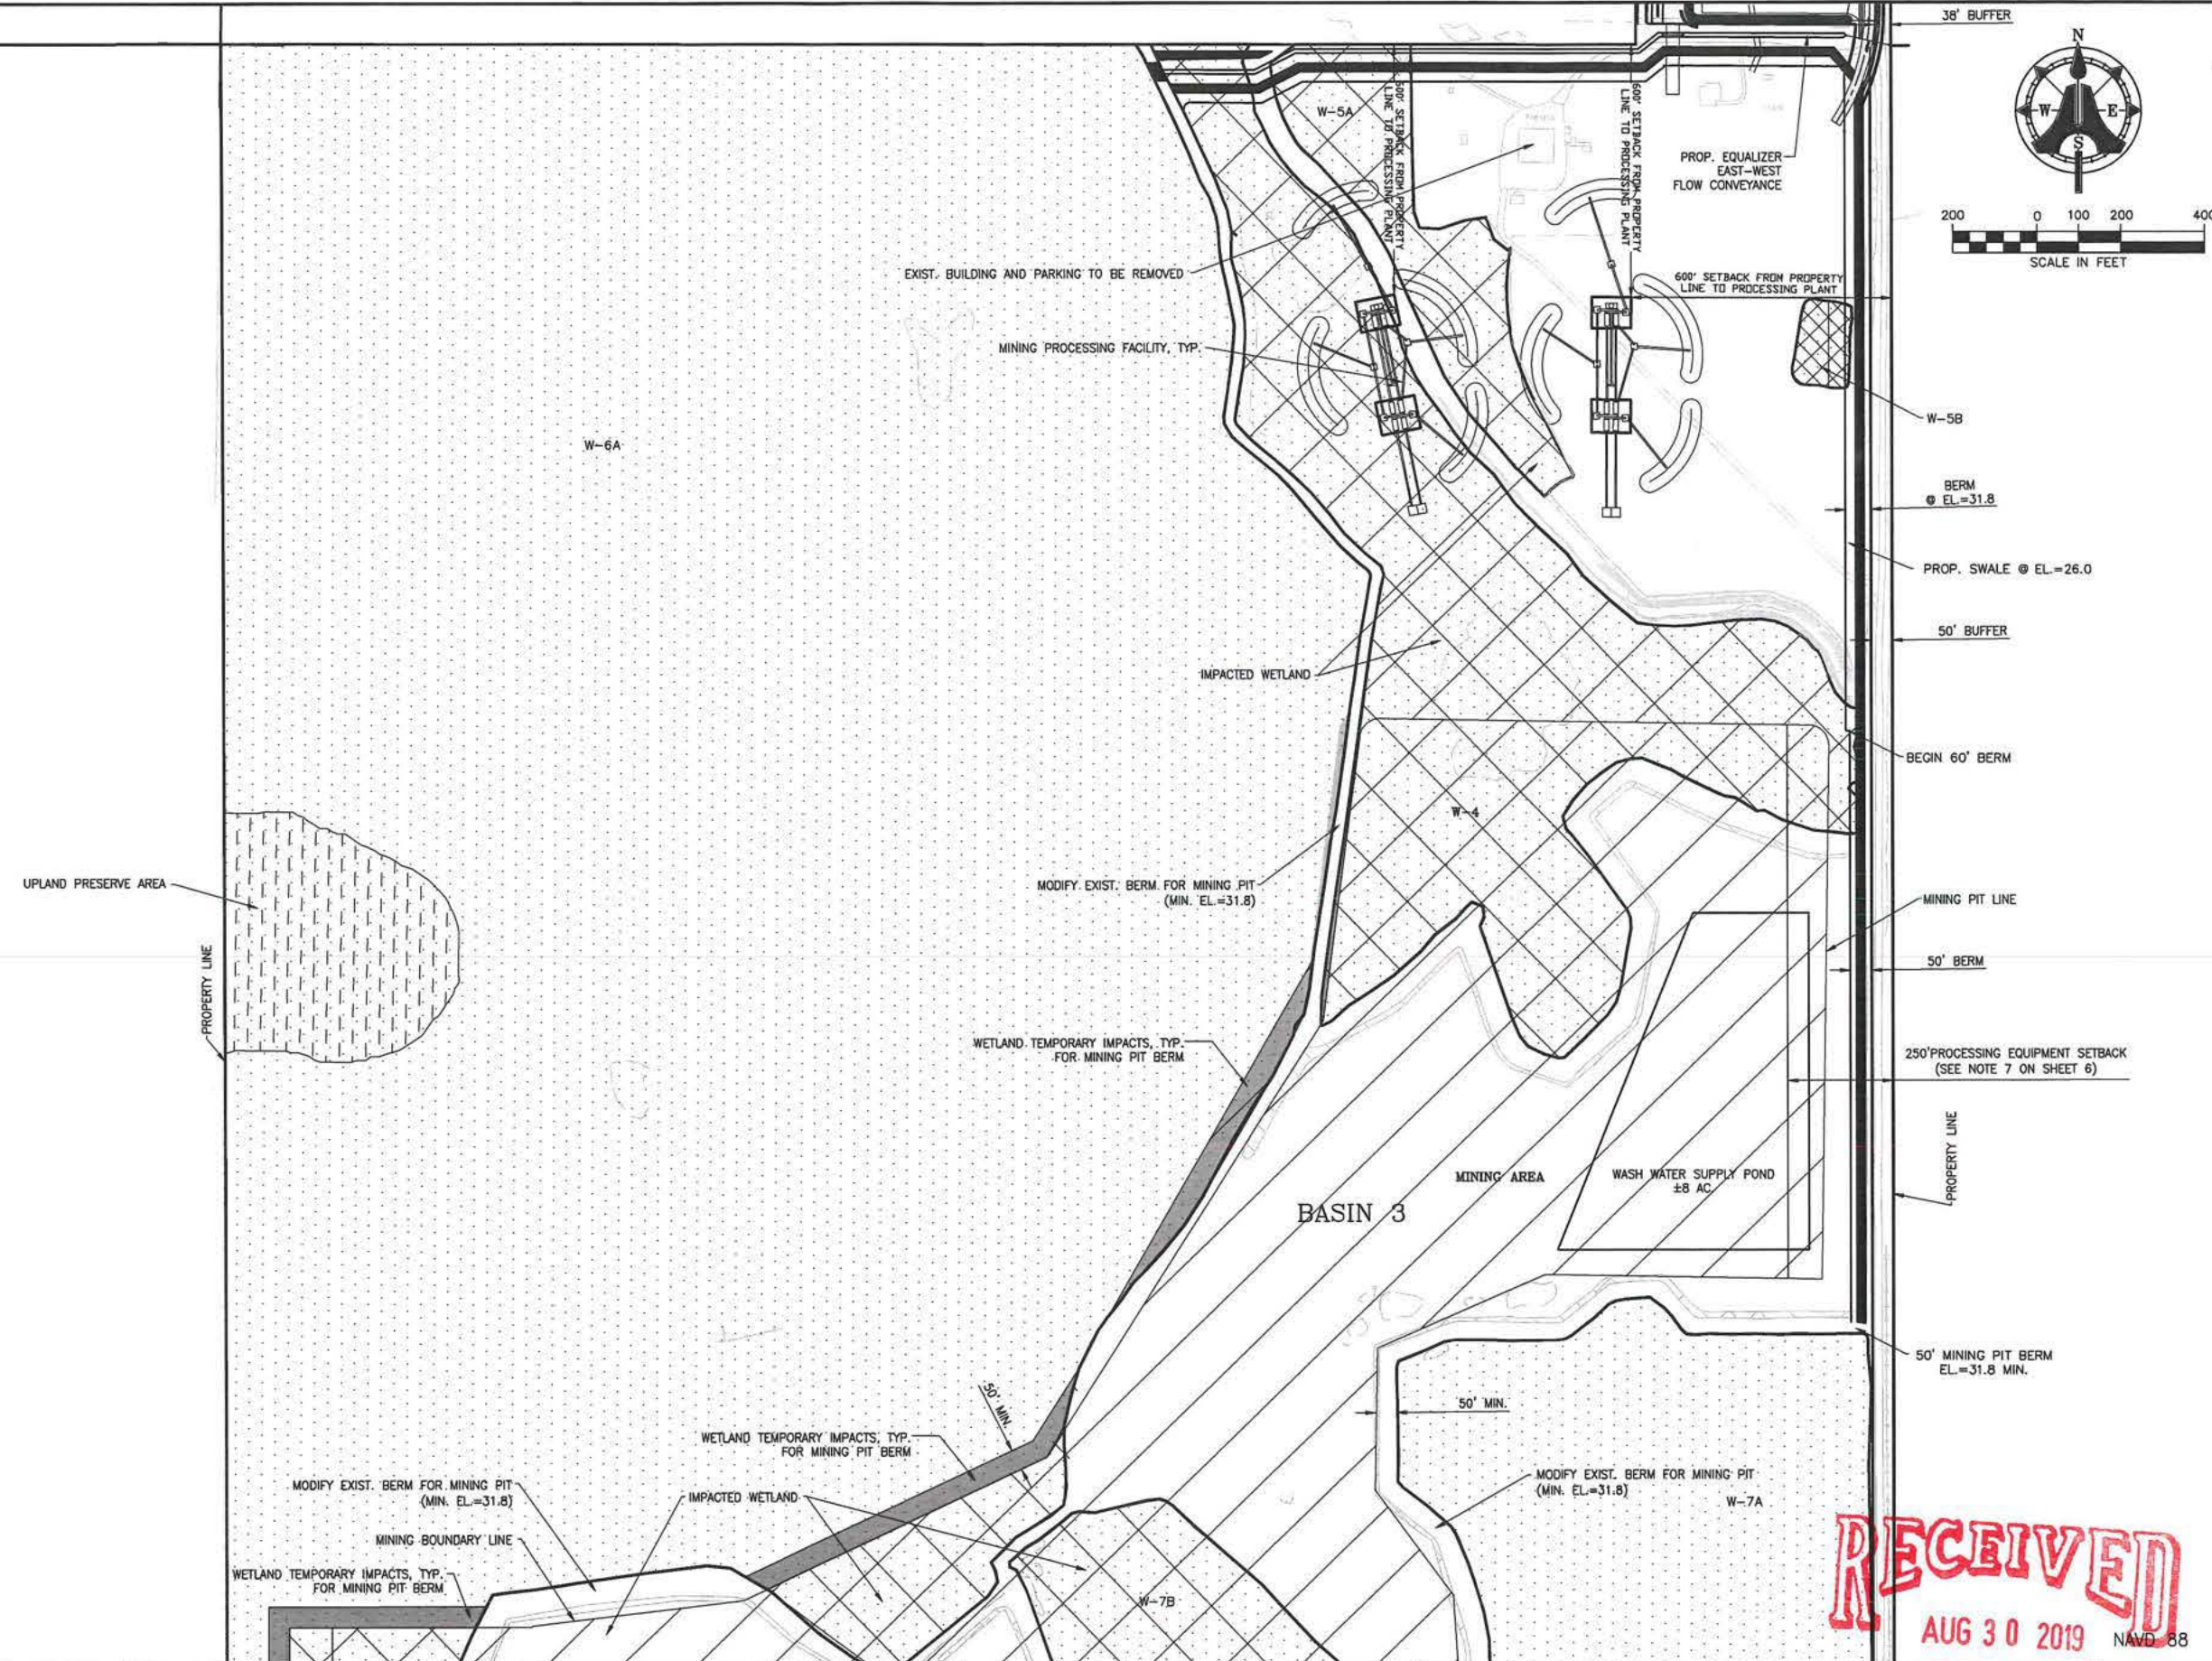 38' BUFFER
N
W
E
S
200 0 100 200 400
SCALE IN FEET
W-5A
500' SETBACK FROM PROPERTY
LINE TO PROCESSING PLANT
600' SETBACK FROM PROPERTY
LINE TO PROCESSING PLANT
PROP. EQUALIZER
EAST-WEST
FLOW CONVEYANCE
EXIST. BUILDING AND PARKING TO BE REMOVED
600' SETBACK FROM PROPERTY
LINE TO PROCESSING PLANT
MINING PROCESSING FACILITY, TYP.
W-5B
W-6A
BERM
@ EL.=31.8
PROP. SWALE @ EL.=26.0
50' BUFFER
IMPACTED WETLAND
BEGIN 60' BERM
W-4
UPLAND PRESERVE AREA
MODIFY EXIST. BERM FOR MINING PIT
(MIN. EL.=31.8)
MINING PIT LINE
50' BERM
PROPERTY LINE
WETLAND TEMPORARY IMPACTS, TYP.
FOR MINING PIT BERM
250'PROCESSING EQUIPMENT SETBACK
(SEE NOTE 7 ON SHEET 6)
PROPERTY LINE
MINING AREA
WASH WATER SUPPLY POND
±8 AC.
BASIN 3
50' MINING PIT BERM
EL.=31.8 MIN.
50' MIN.
50' MIN.
WETLAND TEMPORARY IMPACTS, TYP.
FOR MINING PIT BERM
MODIFY EXIST. BERM FOR MINING PIT
(MIN. EL.=31.8)
IMPACTED WETLAND
MODIFY EXIST. BERM FOR MINING PIT
(MIN. EL.=31.8)
W-7A
MINING BOUNDARY LINE
WETLAND TEMPORARY IMPACTS, TYP.
FOR MINING PIT BERM
W-7B
RECEIVED
AUG 30 2019
NAVD 88